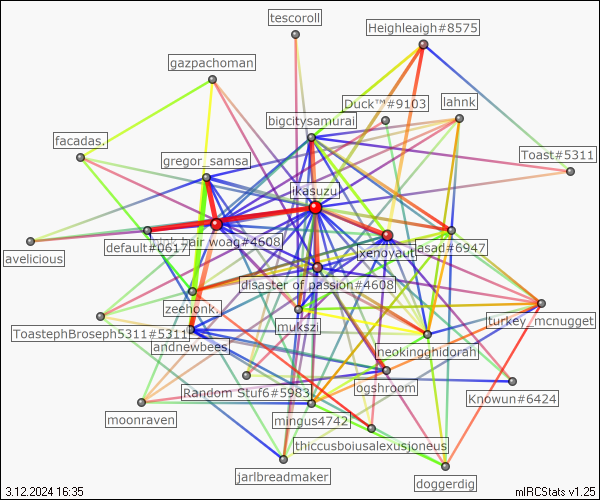 tescoroll
Heighleaigh#8575
gazpachoman
Duck™#9103
lahnk
bigcitysamurai
facadas.
gregor_samsa
Toast#5311
ikasuzu
avelicious
default#0617
hair woaq#4608
xenoyaut
asad#6947
disaster of passion#4608
zeehonk.
mukszi
turkey_mcnugget
ToastephBroseph5311#5311
andnewbees
neokingghidorah
Random Stuf6#5983
ogshroom
Knowun#6424
moonraven
mingus4742
thiccusboiusalexusjoneus
jarlbreadmaker
doggerdig
3.12.2024 16:35
mIRCStats v1.25